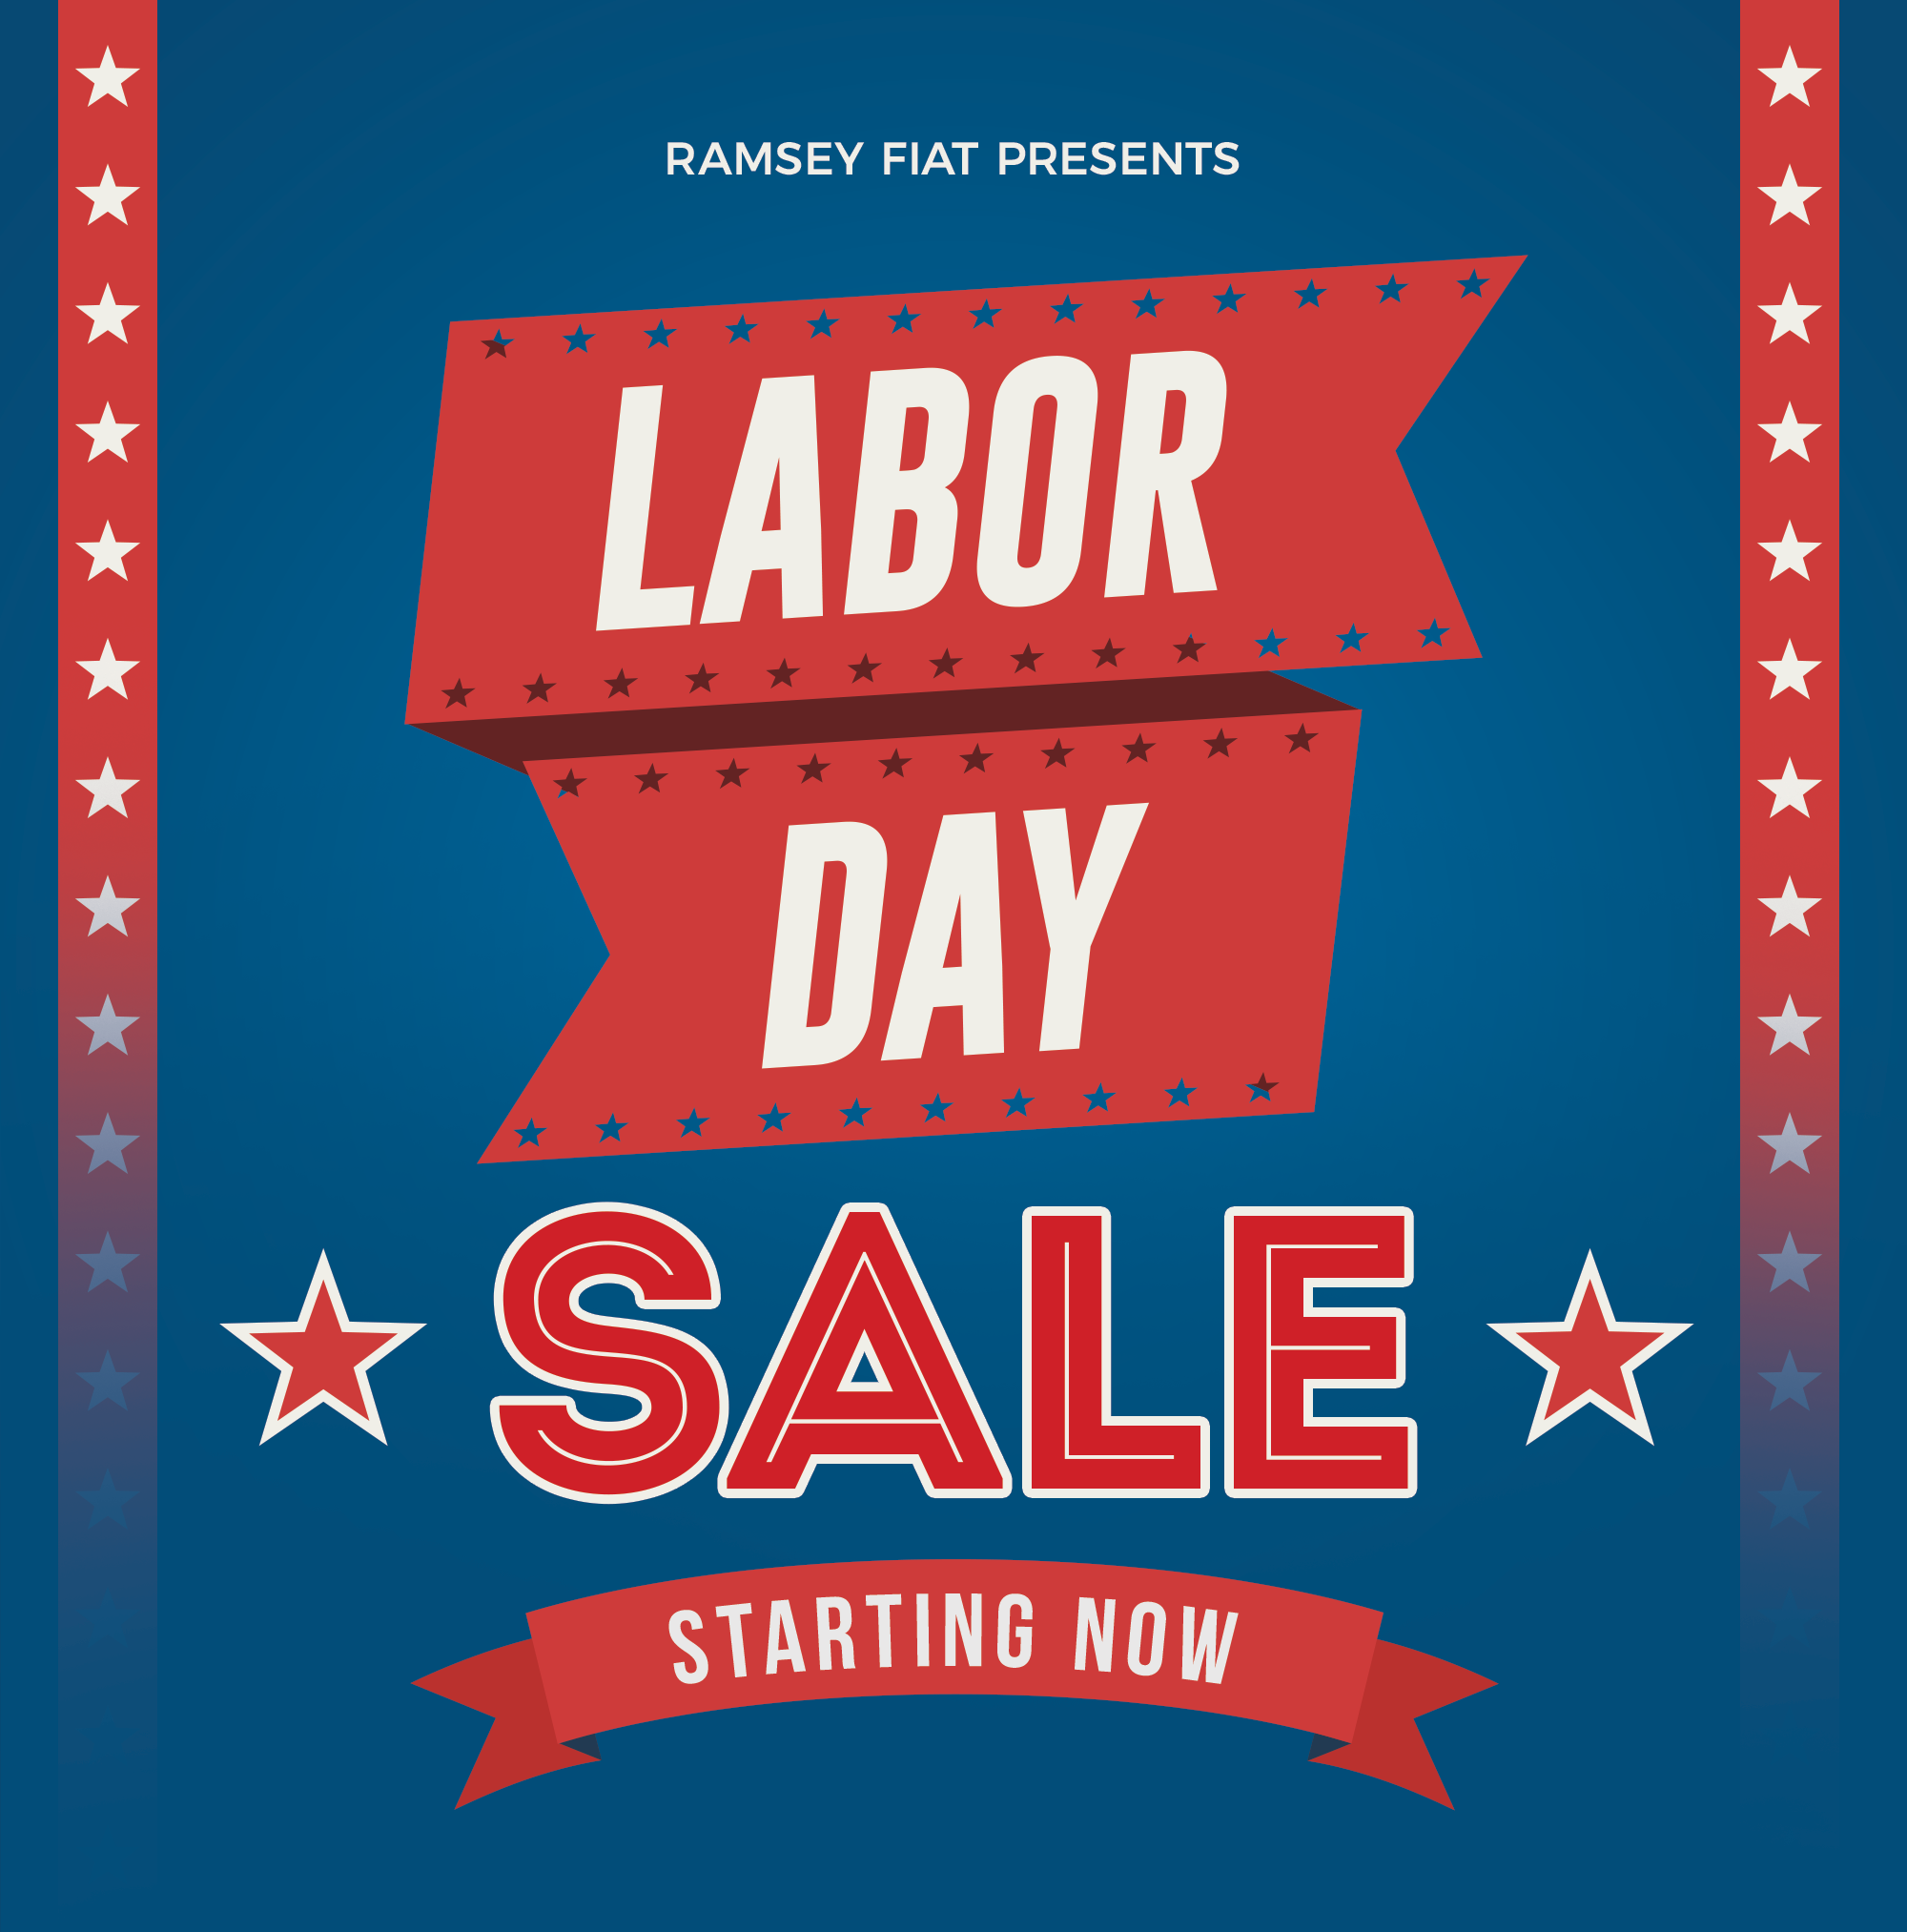 RAMSEY FIAT PRESENTS
LABOR
DAY
SALE
STARTING NOW